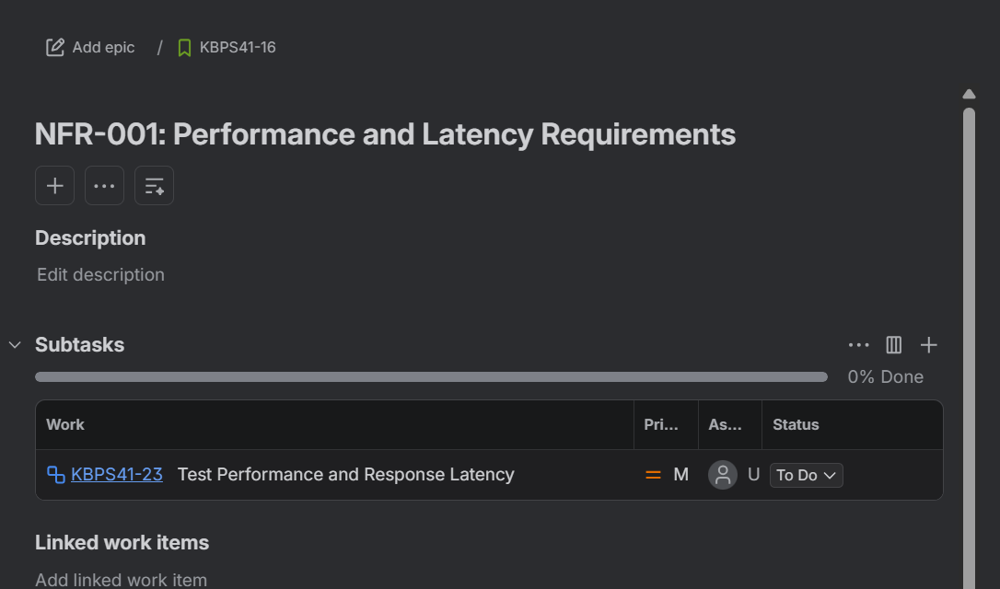 Add epic / KBPS41-16
NFR-001: Performance and Latency Requirements
Description
Edit description
Subtasks
0% Done
Work Pri... As... Status
KBPS41-23 Test Performance and Response Latency M U To Do
Linked work items
Add linked work item